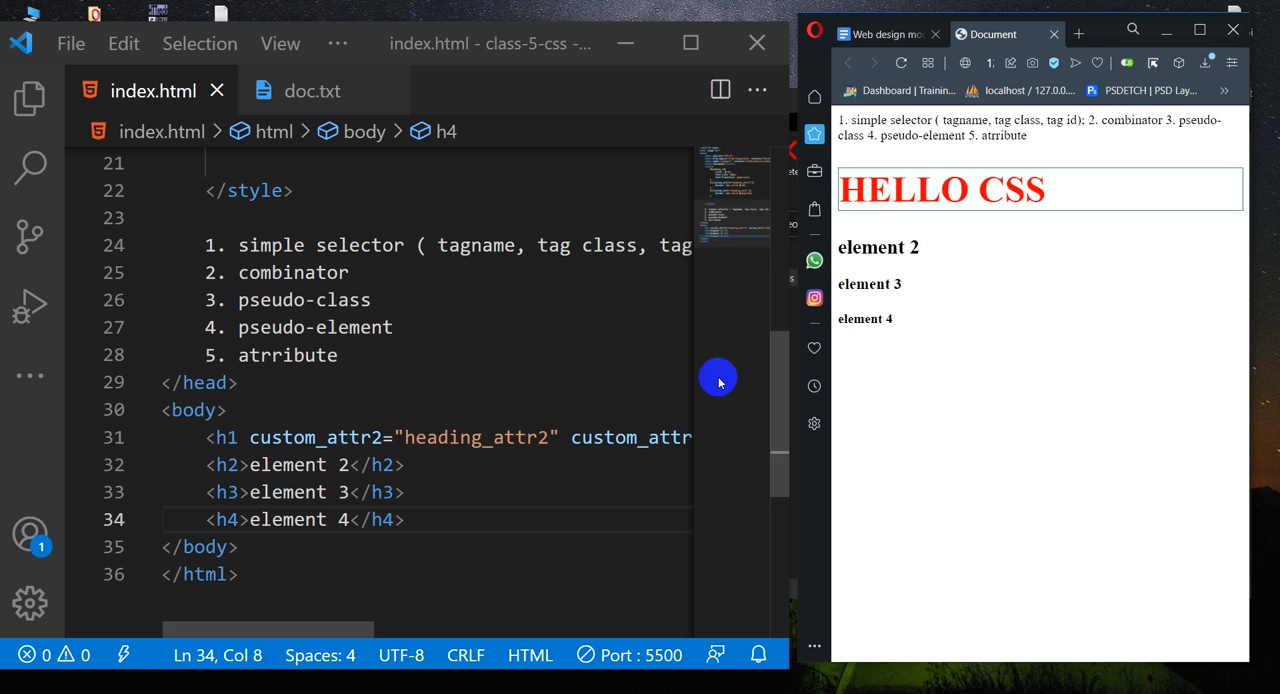 File Edit Selection View ··· index.html - class-5-css -...
index.html doc.txt
index.html > html > body > h4
21
22 </style>
23
24 1. simple selector ( tagname, tag class, tag
25 2. combinator
26 3. pseudo-class
27 4. pseudo-element
28 5. atrribute
29 </head>
30 <body>
31 <h1 custom_attr2="heading_attr2" custom_attr
32 <h2>element 2</h2>
33 <h3>element 3</h3>
34 <h4>element 4</h4>
35 </body>
36 </html>
1
0 0 Ln 34, Col 8 Spaces: 4 UTF-8 CRLF HTML Port : 5500
Web design mo Document
Dashboard | Trainin... localhost / 127.0.0.... PSDETCH | PSD Lay... »
1. simple selector ( tagname, tag class, tag id); 2. combinator 3. pseudo-
class 4. pseudo-element 5. atrribute
HELLO CSS
element 2
element 3
element 4